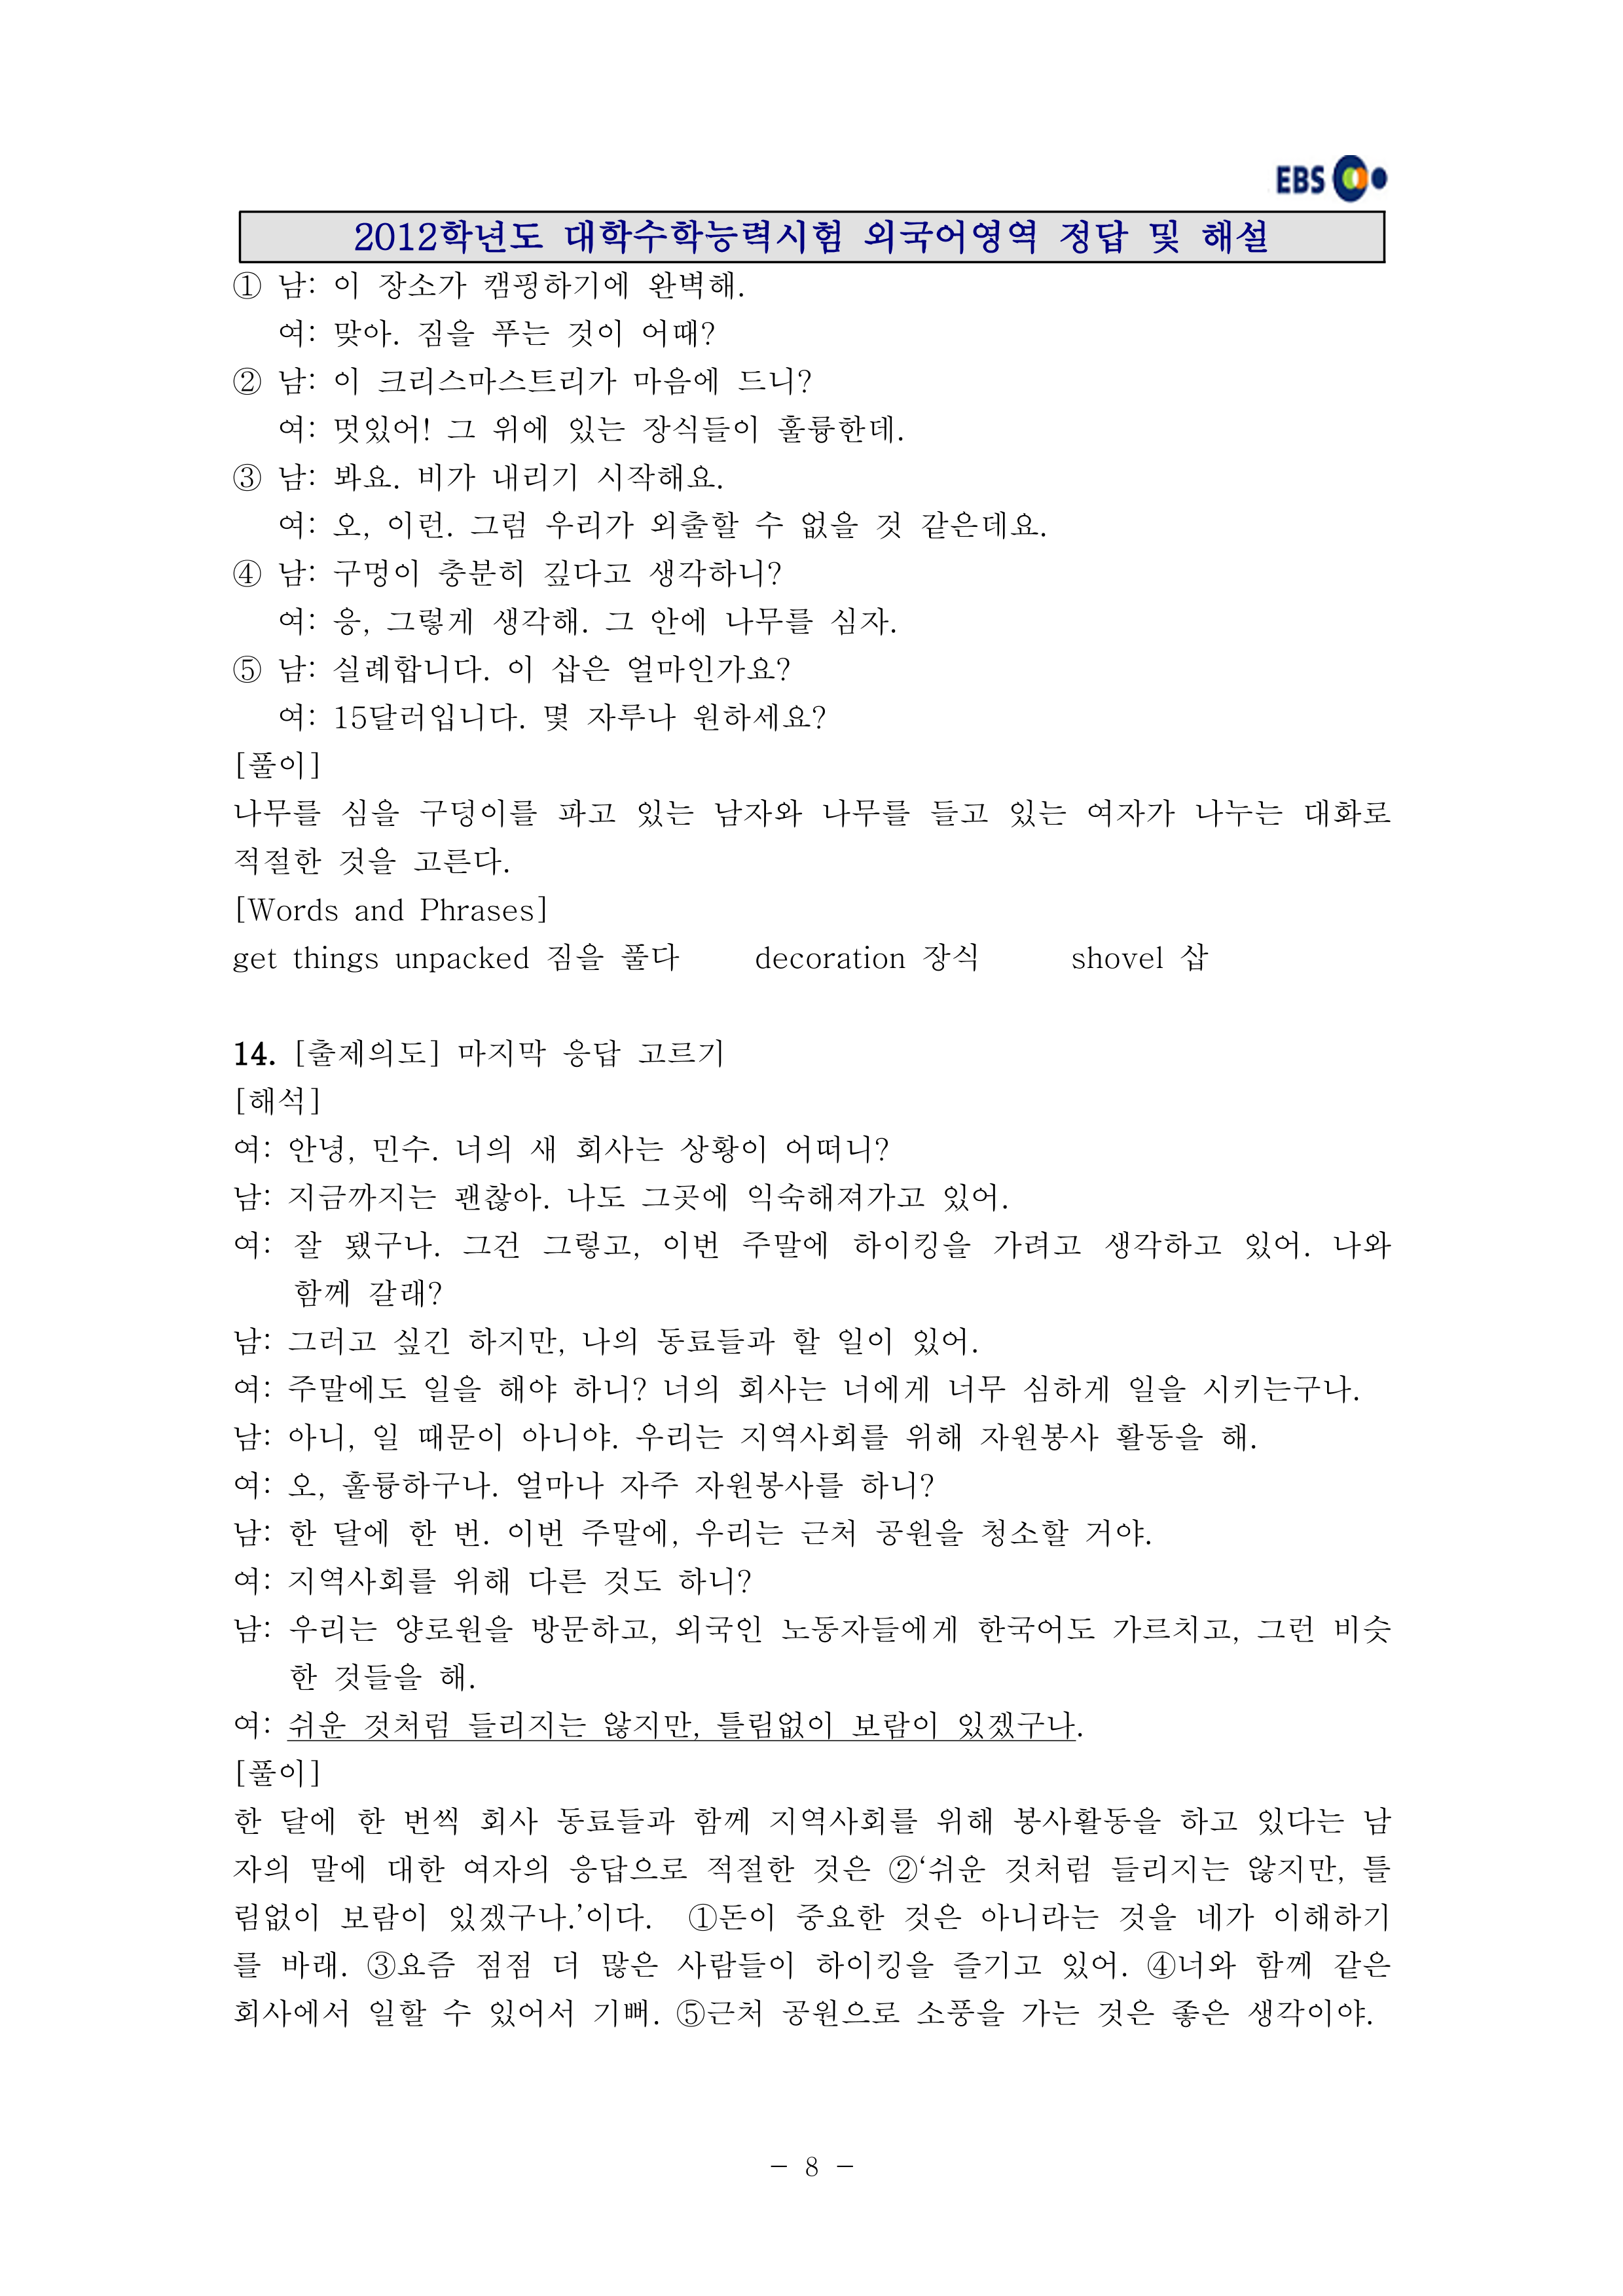 EBS
2012학년도 대학수학능력시험 외국어영역 정답 및 해설
① 남: 이 장소가 캠핑하기에 완벽해.
여: 맞아. 짐을 푸는 것이 어때?
② 남: 이 크리스마스트리가 마음에 드니?
여: 멋있어! 그 위에 있는 장식들이 훌륭한데.
③ 남: 봐요. 비가 내리기 시작해요.
여: 오, 이런. 그럼 우리가 외출할 수 없을 것 같은데요.
④ 남: 구멍이 충분히 깊다고 생각하니?
여: 응, 그렇게 생각해. 그 안에 나무를 심자.
⑤ 남: 실례합니다. 이 삽은 얼마인가요?
여: 15달러입니다. 몇 자루나 원하세요?
[풀이]
나무를 심을 구덩이를 파고 있는 남자와 나무를 들고 있는 여자가 나누는 대화로
적절한 것을 고른다.
[Words and Phrases]
get things unpacked 짐을 풀다 decoration 장식 shovel 삽
14. [출제의도] 마지막 응답 고르기
[해석]
여: 안녕, 민수. 너의 새 회사는 상황이 어떠니?
남: 지금까지는 괜찮아. 나도 그곳에 익숙해져가고 있어.
여: 잘 됐구나. 그건 그렇고, 이번 주말에 하이킹을 가려고 생각하고 있어. 나와
함께 갈래?
남: 그러고 싶긴 하지만, 나의 동료들과 할 일이 있어.
여: 주말에도 일을 해야 하니? 너의 회사는 너에게 너무 심하게 일을 시키는구나.
남: 아니, 일 때문이 아니야. 우리는 지역사회를 위해 자원봉사 활동을 해.
여: 오, 훌륭하구나. 얼마나 자주 자원봉사를 하니?
남: 한 달에 한 번. 이번 주말에, 우리는 근처 공원을 청소할 거야.
여: 지역사회를 위해 다른 것도 하니?
남: 우리는 양로원을 방문하고, 외국인 노동자들에게 한국어도 가르치고, 그런 비슷
한 것들을 해.
여: 쉬운 것처럼 들리지는 않지만, 틀림없이 보람이 있겠구나.
[풀이]
한 달에 한 번씩 회사 동료들과 함께 지역사회를 위해 봉사활동을 하고 있다는 남
자의 말에 대한 여자의 응답으로 적절한 것은 ②‘쉬운 것처럼 들리지는 않지만, 틀
림없이 보람이 있겠구나.’이다. ①돈이 중요한 것은 아니라는 것을 네가 이해하기
를 바래. ③요즘 점점 더 많은 사람들이 하이킹을 즐기고 있어. ④너와 함께 같은
회사에서 일할 수 있어서 기뻐. ⑤근처 공원으로 소풍을 가는 것은 좋은 생각이야.
- 8 -